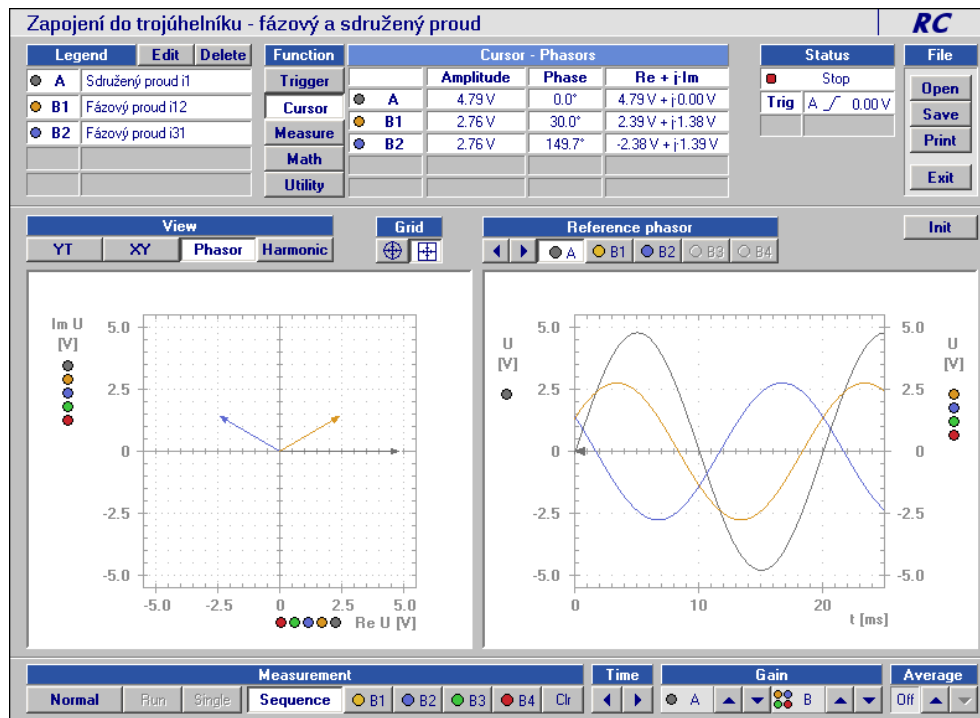 Zapojení do trojúhelníku - fázový a sdružený proud RC
Legend Edit Delete Function Cursor - Phasors Status File
A Sdružený proud i1
B1 Fázový proud i12
B2 Fázový proud i31
Trigger
Cursor
Measure
Math
Utility
Amplitude Phase Re + j·Im
A 4.79 V 0.0° 4.79 V + j·0.00 V
B1 2.76 V 30.0° 2.39 V + j·1.38 V
B2 2.76 V 149.7° -2.38 V + j·1.39 V
Stop
Trig A 0.00 V
Open
Save
Print
Exit
View Grid Reference phasor Init
YT XY Phasor Harmonic A B1 B2 B3 B4
Im U
[V]
5.0
2.5
0
-2.5
-5.0
-5.0 -2.5 0 2.5 5.0
Re U [V]
U
[V]
5.0
2.5
0
-2.5
-5.0
5.0
2.5
0
-2.5
-5.0
U
[V]
0 10 20
t [ms]
Measurement Time Gain Average
Normal Run Single Sequence B1 B2 B3 B4 Clr A B Off